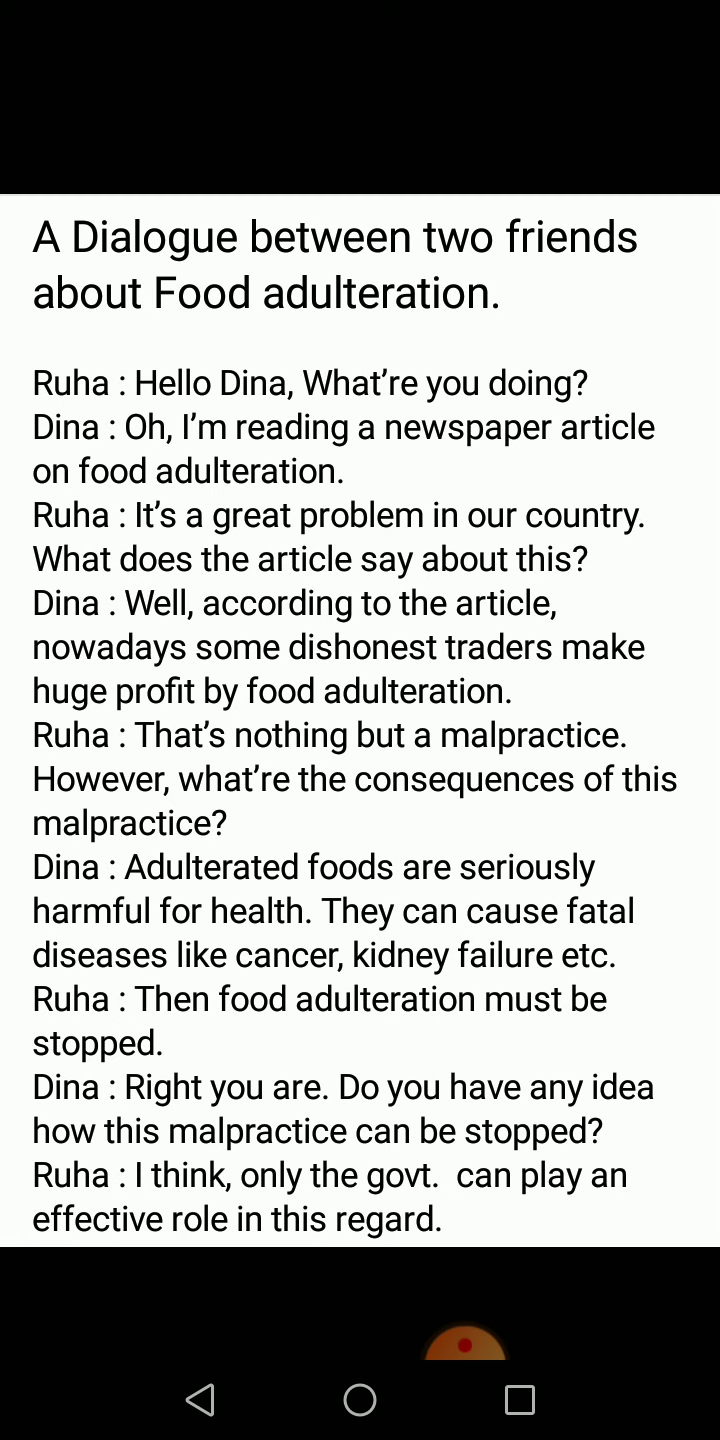 A Dialogue between two friends
about Food adulteration.
Ruha : Hello Dina, What’re you doing?
Dina : Oh, I’m reading a newspaper article
on food adulteration.
Ruha : It’s a great problem in our country.
What does the article say about this?
Dina : Well, according to the article,
nowadays some dishonest traders make
huge profit by food adulteration.
Ruha : That’s nothing but a malpractice.
However, what’re the consequences of this
malpractice?
Dina : Adulterated foods are seriously
harmful for health. They can cause fatal
diseases like cancer, kidney failure etc.
Ruha : Then food adulteration must be
stopped.
Dina : Right you are. Do you have any idea
how this malpractice can be stopped?
Ruha : I think, only the govt.  can play an
effective role in this regard.